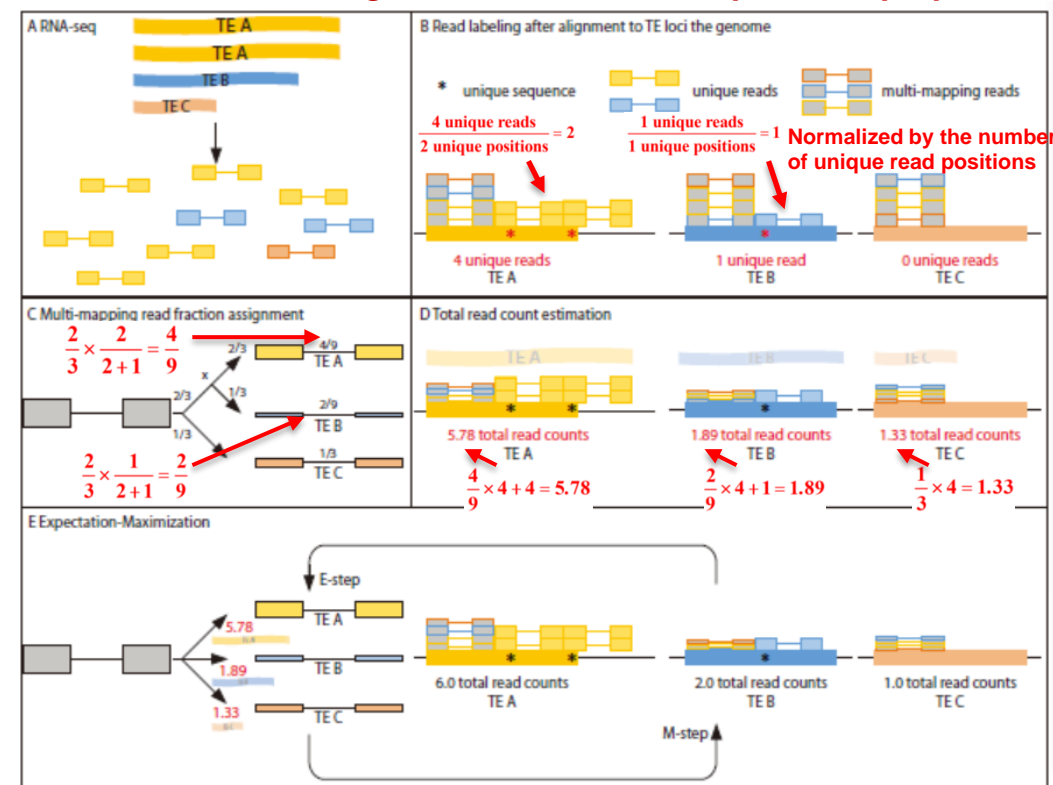 A RNA-seq
TE A
TE A
TE B
TE C
B Read labeling after alignment to TE loci the genome
* unique sequence
unique reads
multi-mapping reads
4 unique reads
2 unique positions
= 2
1 unique reads
1 unique positions
= 1
Normalized by the number
of unique read positions
* *
*
4 unique reads
TE A
1 unique read
TE B
0 unique reads
TE C
C Multi-mapping read fraction assignment
2/3 × 2/(2+1) = 4/9
2/3
4/9
TE A
x
2/3
1/3
2/9
TE B
1/3
1/3
TE C
2/3 × 1/(2+1) = 2/9
D Total read count estimation
TE A
TE B
TE C
* *
*
5.78 total read counts
TE A
1.89 total read counts
TE B
1.33 total read counts
TE C
4/9 × 4 + 4 = 5.78
2/9 × 4 + 1 = 1.89
1/3 × 4 = 1.33
E Expectation-Maximization
E-step
TE A
5.78
1.89
TE B
1.33
TE C
* *
*
6.0 total read counts
TE A
2.0 total read counts
TE B
1.0 total read counts
TE C
M-step